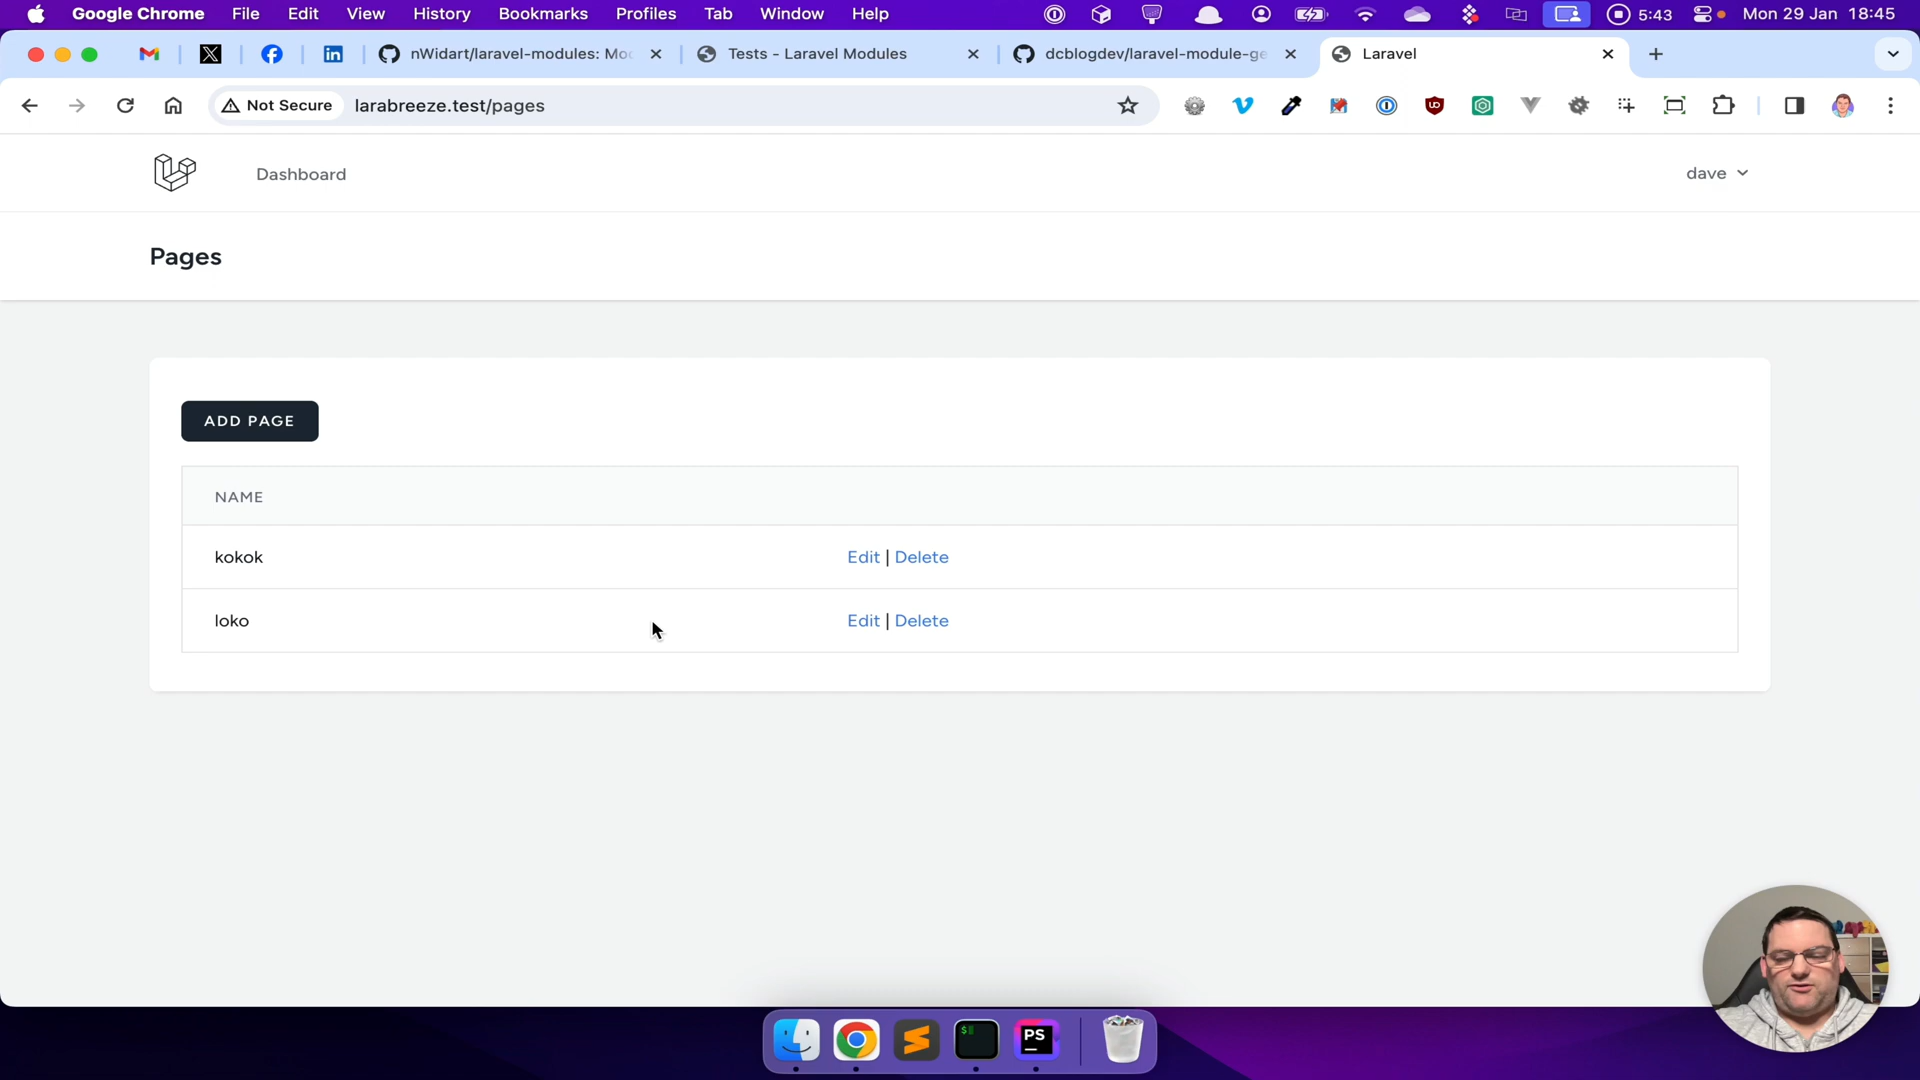 Google Chrome File Edit View History Bookmarks Profiles Tab Window Help 5:43 Mon 29 Jan 18:45
nWidart/laravel-modules: Mo Tests - Laravel Modules dcblogdev/laravel-module-ge Laravel
Not Secure larabreeze.test/pages
Dashboard dave
Pages
ADD PAGE
NAME
kokok Edit | Delete
loko Edit | Delete
PS